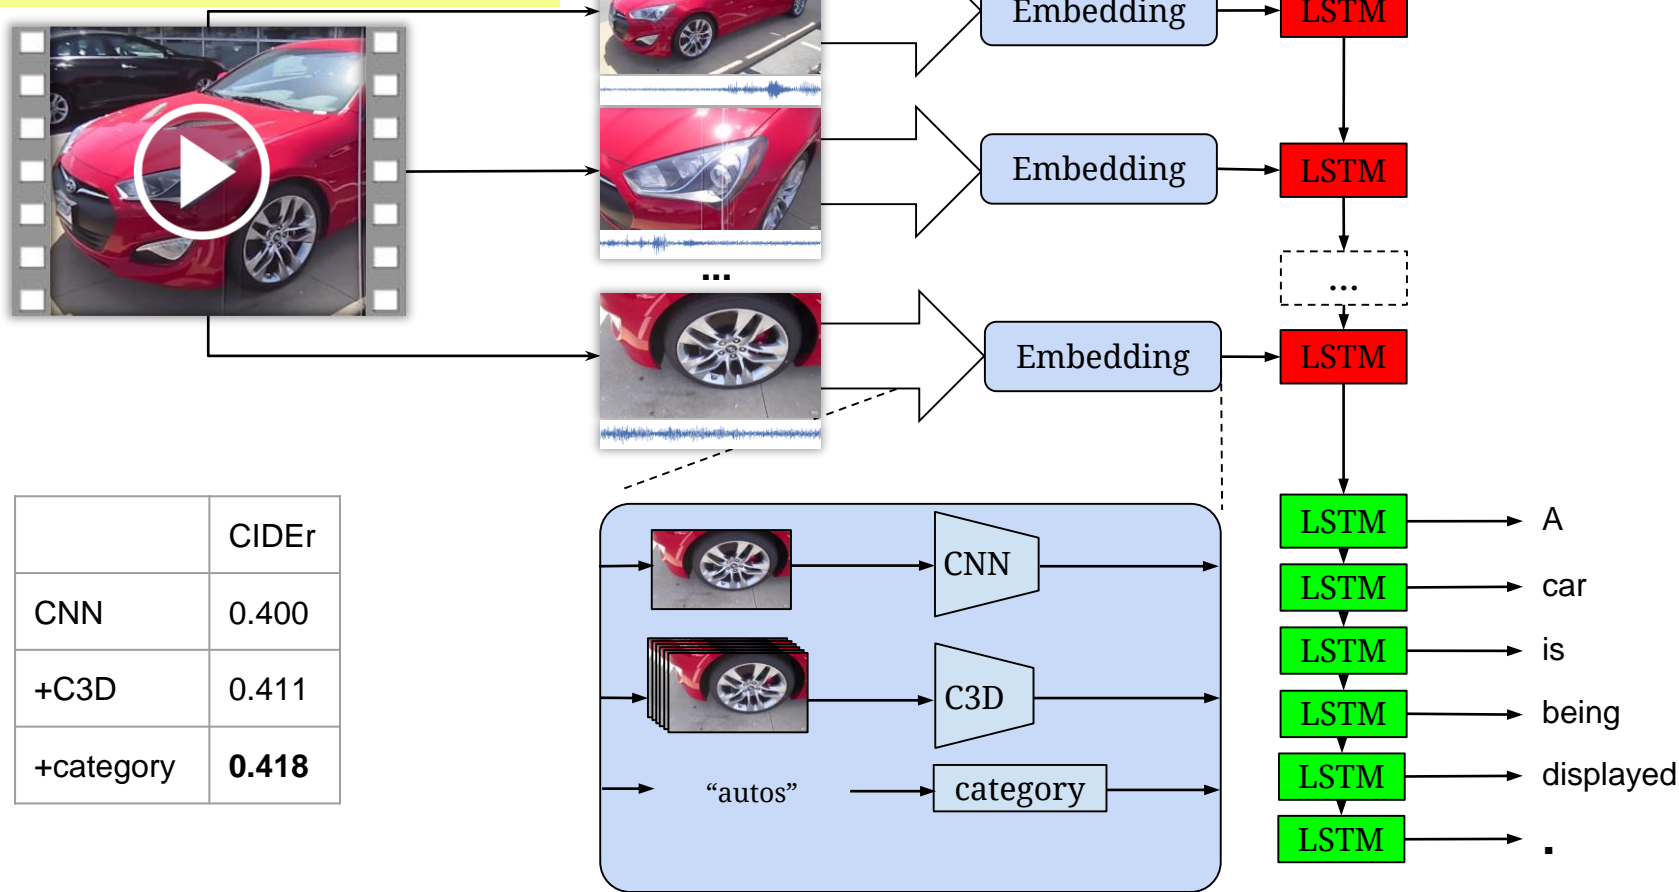 Embedding
LSTM
Embedding
LSTM
...
...
Embedding
LSTM
CIDEr
CNN 0.400
+C3D 0.411
+category 0.418
CNN
C3D
“autos”
category
LSTM A
LSTM car
LSTM is
LSTM being
LSTM displayed
LSTM .